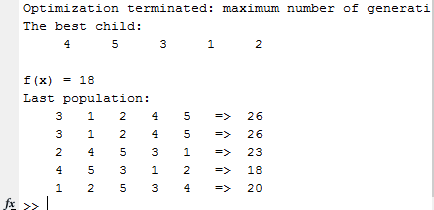 Optimization terminated: maximum number of generati
The best child:
4 5 3 1 2
f(x) = 18
Last population:
3 1 2 4 5 => 26
3 1 2 4 5 => 26
2 4 5 3 1 => 23
4 5 3 1 2 => 18
1 2 5 3 4 => 20
fx >>